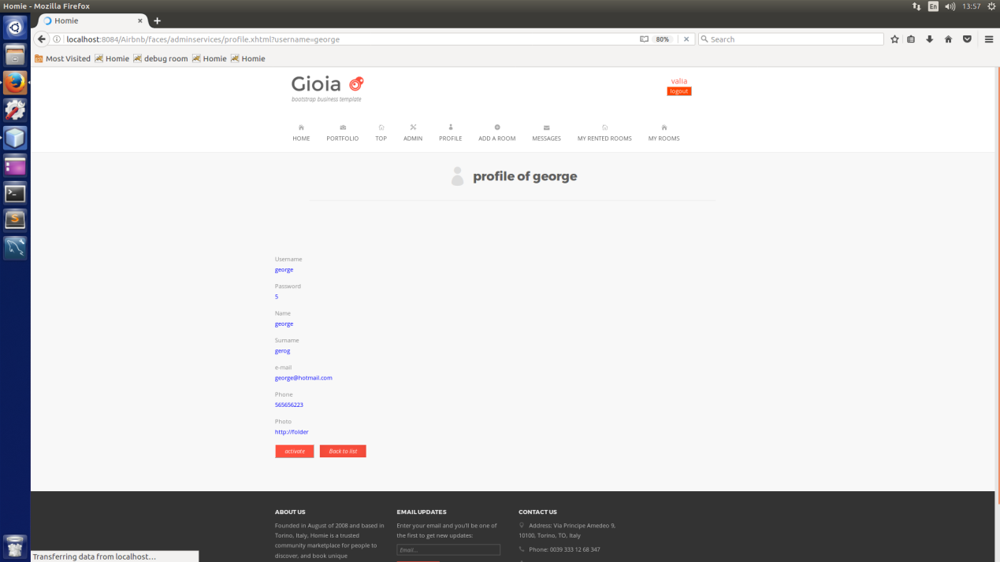 Homie - Mozilla Firefox
En
13:57
Homie
localhost:8084/Airbnb/faces/adminservices/profile.xhtml?username=george
80%
Search
Most Visited
Homie
debug room
Homie
Homie
Gioia
bootstrap business template
valia
logout
HOME
PORTFOLIO
TOP
ADMIN
PROFILE
ADD A ROOM
MESSAGES
MY RENTED ROOMS
MY ROOMS
profile of george
Username
george
Password
5
Name
george
Surname
gerog
e-mail
george@hotmail.com
Phone
565656223
Photo
http://folder
activate
Back to list
ABOUT US
Founded in August of 2008 and based in
Torino, Italy. Homie is a trusted
community marketplace for people to
discover, and book unique
EMAIL UPDATES
Enter your email and you'll be one of
the first to get new updates:
Email...
CONTACT US
Address: Via Principe Amedeo 9,
10100, Torino, TO, Italy
Phone: 0039 333 12 68 347
Transferring data from localhost...